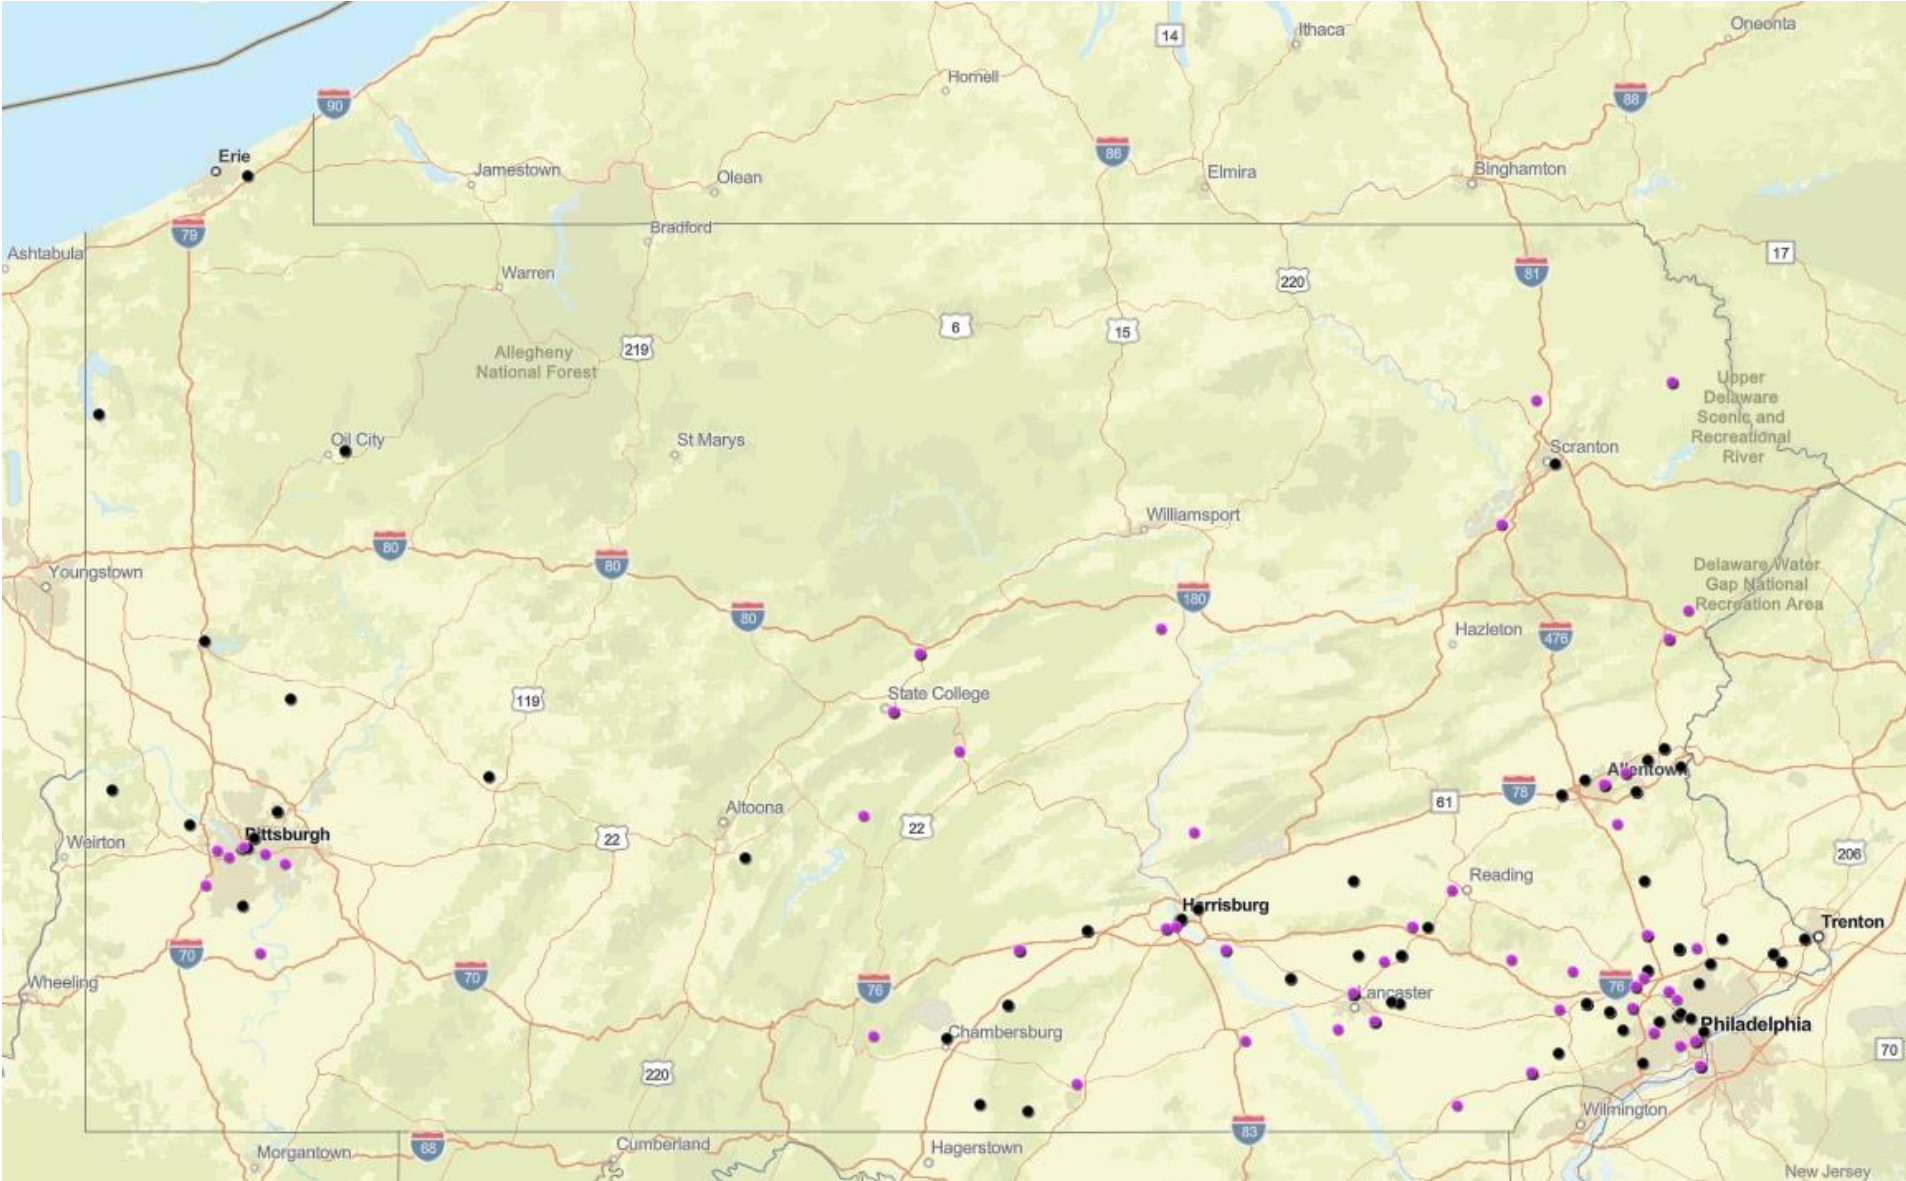 Oneonta
Ithaca
14
Hornell
90
88
86
Erie
Jamestown
Olean
Elmira
Binghamton
79
Bradford
Ashtabula
17
Warren
220
81
6
15
219
Allegheny
National Forest
Upper
Delaware
Scenic and
Recreational
River
Oil City
St Marys
Scranton
Williamsport
80
80
Youngstown
Delaware Water
Gap National
Recreation Area
180
80
Hazleton
476
State College
119
Allentown
78
61
Altoona
22
22
Pittsburgh
Weirton
206
Reading
Harrisburg
Trenton
70
70
76
76
Wheeling
Lancaster
Chambersburg
Philadelphia
70
220
Wilmington
83
68
Cumberland
Morgantown
Hagerstown
New Jersey